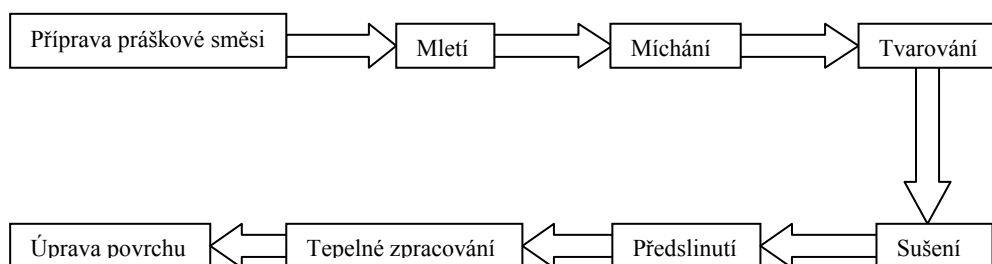 Příprava práškové směsi
Mletí
Míchání
Tvarování
Sušení
Předslinutí
Tepelné zpracování
Úprava povrchu